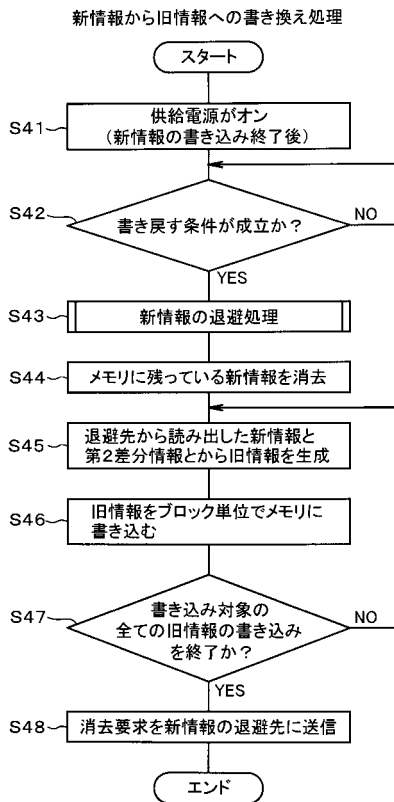 新情報から旧情報への書き換え処理
スタート
S41
供給電源がオン
(新情報の書き込み終了後)
S42
書き戻す条件が成立か？
NO
YES
S43
新情報の退避処理
S44
メモリに残っている新情報を消去
S45
退避先から読み出した新情報と
第2差分情報とから旧情報を生成
S46
旧情報をブロック単位でメモリに
書き込む
S47
書き込み対象の
全ての旧情報の書き込み
を終了か？
NO
YES
S48
消去要求を新情報の退避先に送信
エンド